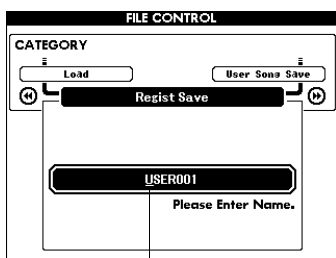 FILE CONTROL
CATEGORY
Load
User Song Save
Regist Save
USER001
Please Enter Name.